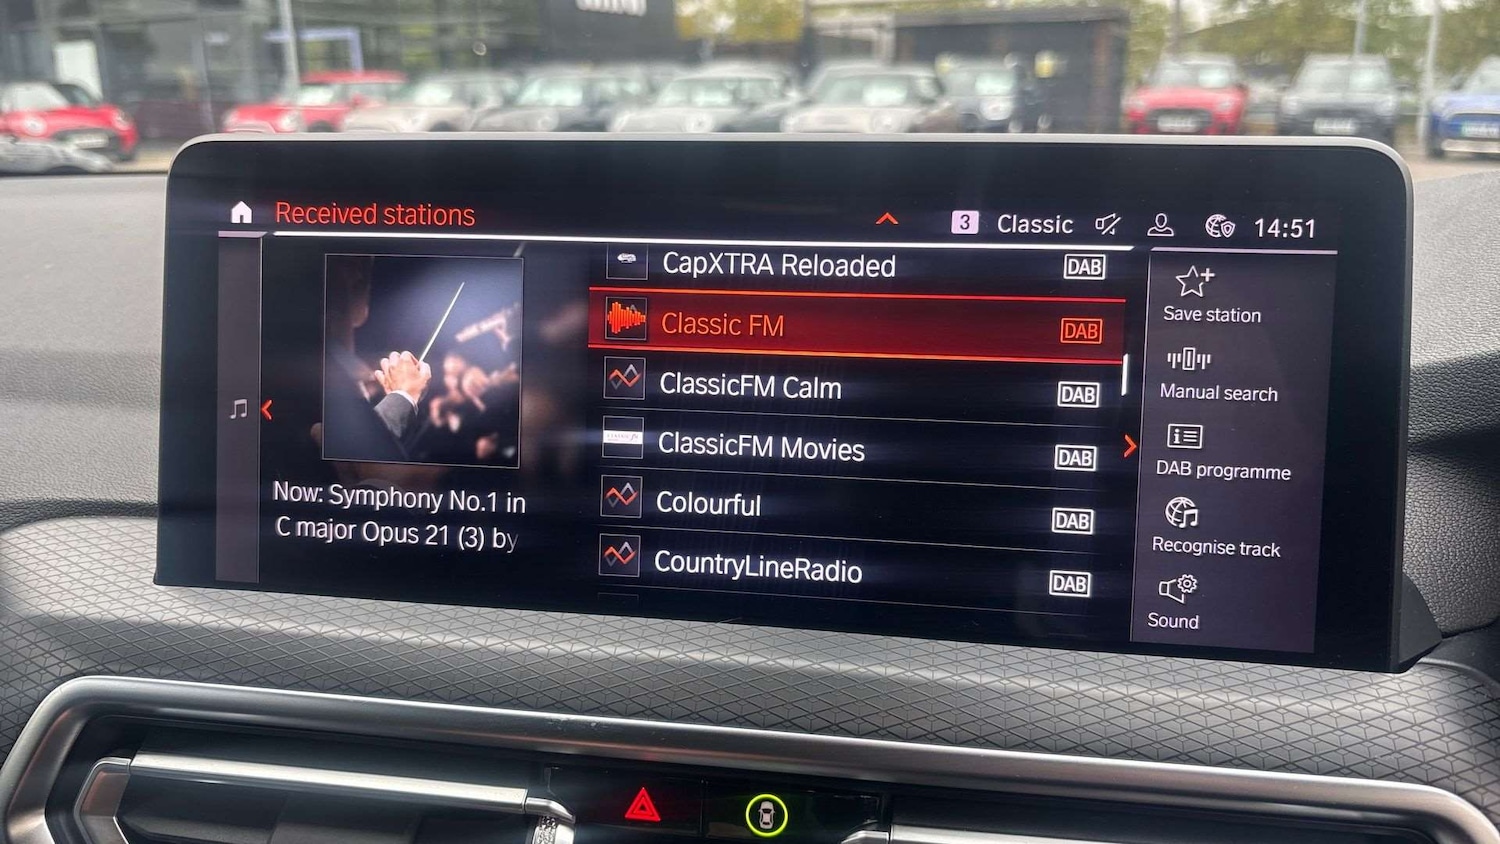 Received stations
3 Classic 14:51
CapXTRA Reloaded DAB
Classic FM DAB
ClassicFM Calm DAB
ClassicFM Movies DAB
Colourful DAB
CountryLineRadio DAB
Now: Symphony No.1 in
C major Opus 21 (3) by
Save station
Manual search
DAB programme
Recognise track
Sound